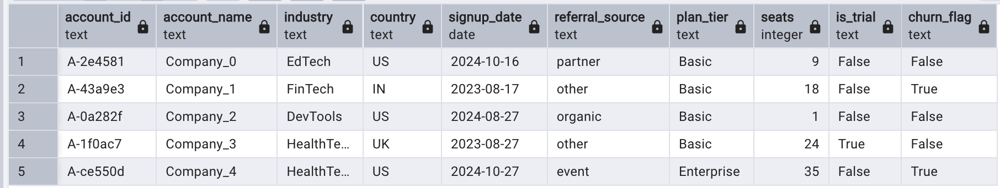 account_id account_name industry country signup_date referral_source plan_tier seats is_trial churn_flag
text text text text date text text integer text text
1 A-2e4581 Company_0 EdTech US 2024-10-16 partner Basic 9 False False
2 A-43a9e3 Company_1 FinTech IN 2023-08-17 other Basic 18 False True
3 A-0a282f Company_2 DevTools US 2024-08-27 organic Basic 1 False False
4 A-1f0ac7 Company_3 HealthTe... UK 2023-08-27 other Basic 24 True False
5 A-ce550d Company_4 HealthTe... US 2024-10-27 event Enterprise 35 False True